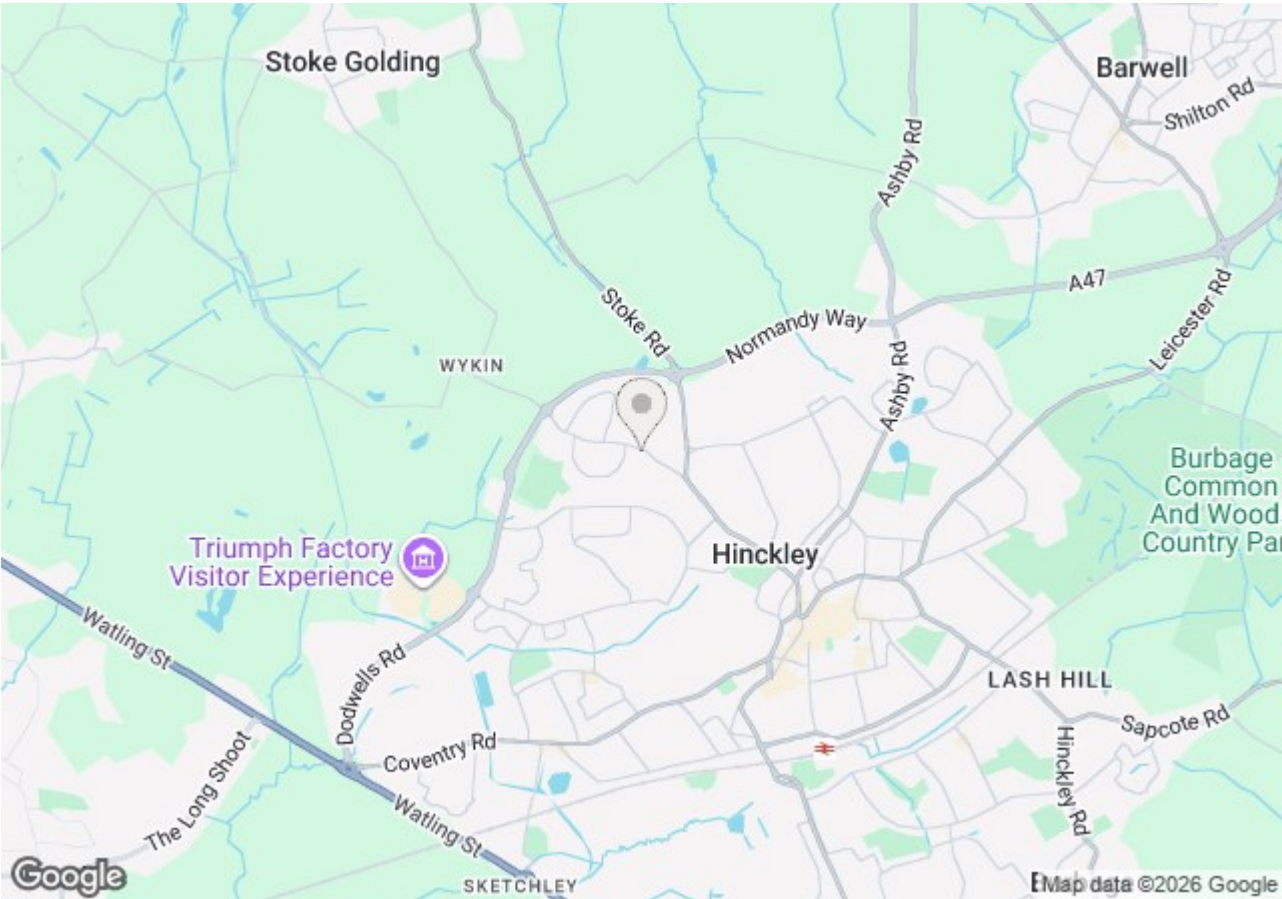 Stoke Golding
Barwell
Shilton Rd
Ashby Rd
A47
Leicester Rd
Stoke Rd
Normandy Way
WYKIN
Ashby Rd
Burbage
Common
And Wood
Country
Triumph Factory
Visitor Experience
Hinckley
Watling St
Dodwells Rd
LASH HILL
Sapcote Rd
Coventry Rd
Hinckley Rd
The Long Shoot
Watling St
SKETCHLEY
Google
Map data ©2026 Google